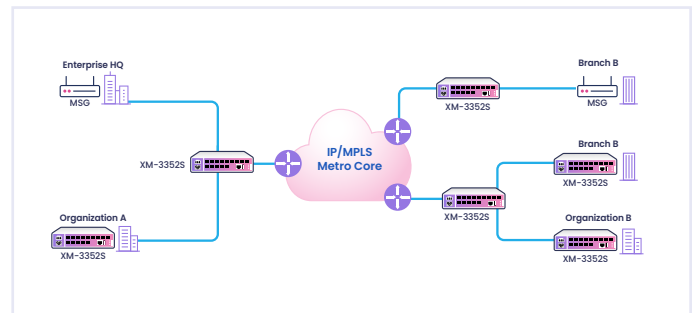 Enterprise HQ
MSG
XM-3352S
Organization A
XM-3352S
IP/MPLS
Metro Core
XM-3352S
Branch B
MSG
Branch B
XM-3352S
XM-3352S
Organization B
XM-3352S